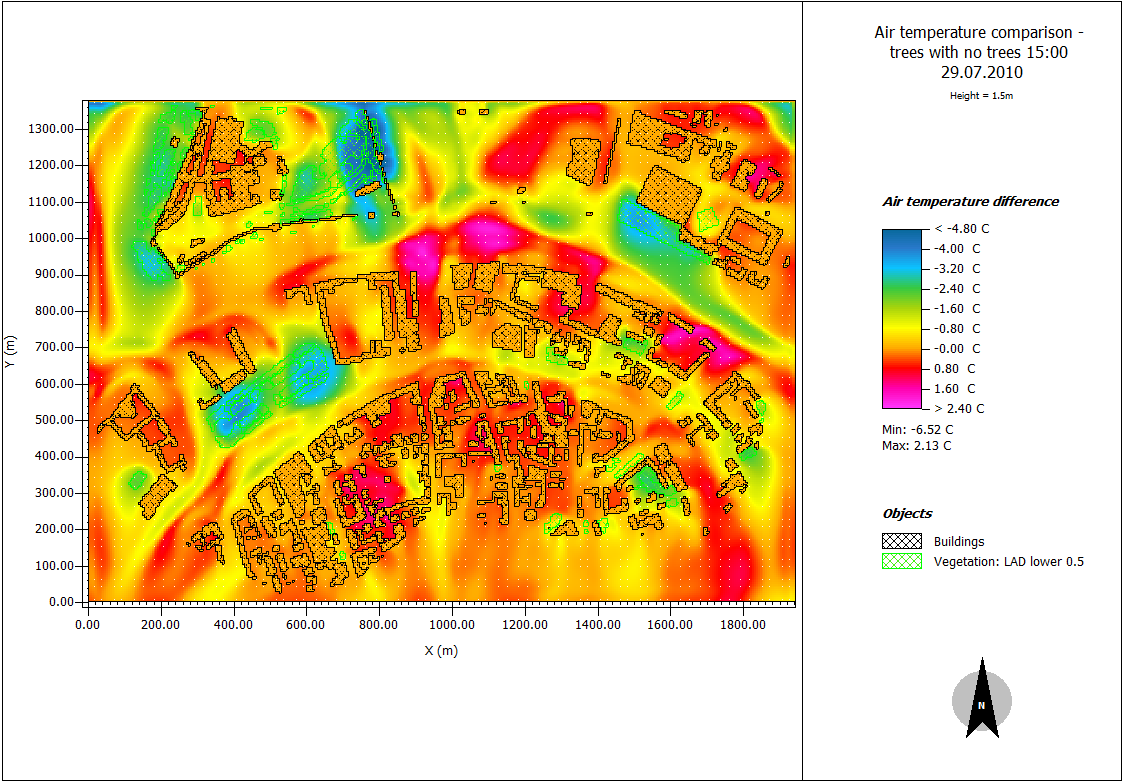 Air temperature comparison -
trees with no trees 15:00
29.07.2010
Height = 1.5m
1300.00
1200.00
1100.00
1000.00
900.00
800.00
700.00
600.00
500.00
400.00
300.00
200.00
100.00
0.00
Y (m)
0.00 200.00 400.00 600.00 800.00 1000.00 1200.00 1400.00 1600.00 1800.00
X (m)
Air temperature difference
< -4.80 C
-4.00 C
-3.20 C
-2.40 C
-1.60 C
-0.80 C
-0.00 C
0.80 C
1.60 C
> 2.40 C
Min: -6.52 C
Max: 2.13 C
Objects
Buildings
Vegetation: LAD lower 0.5
N